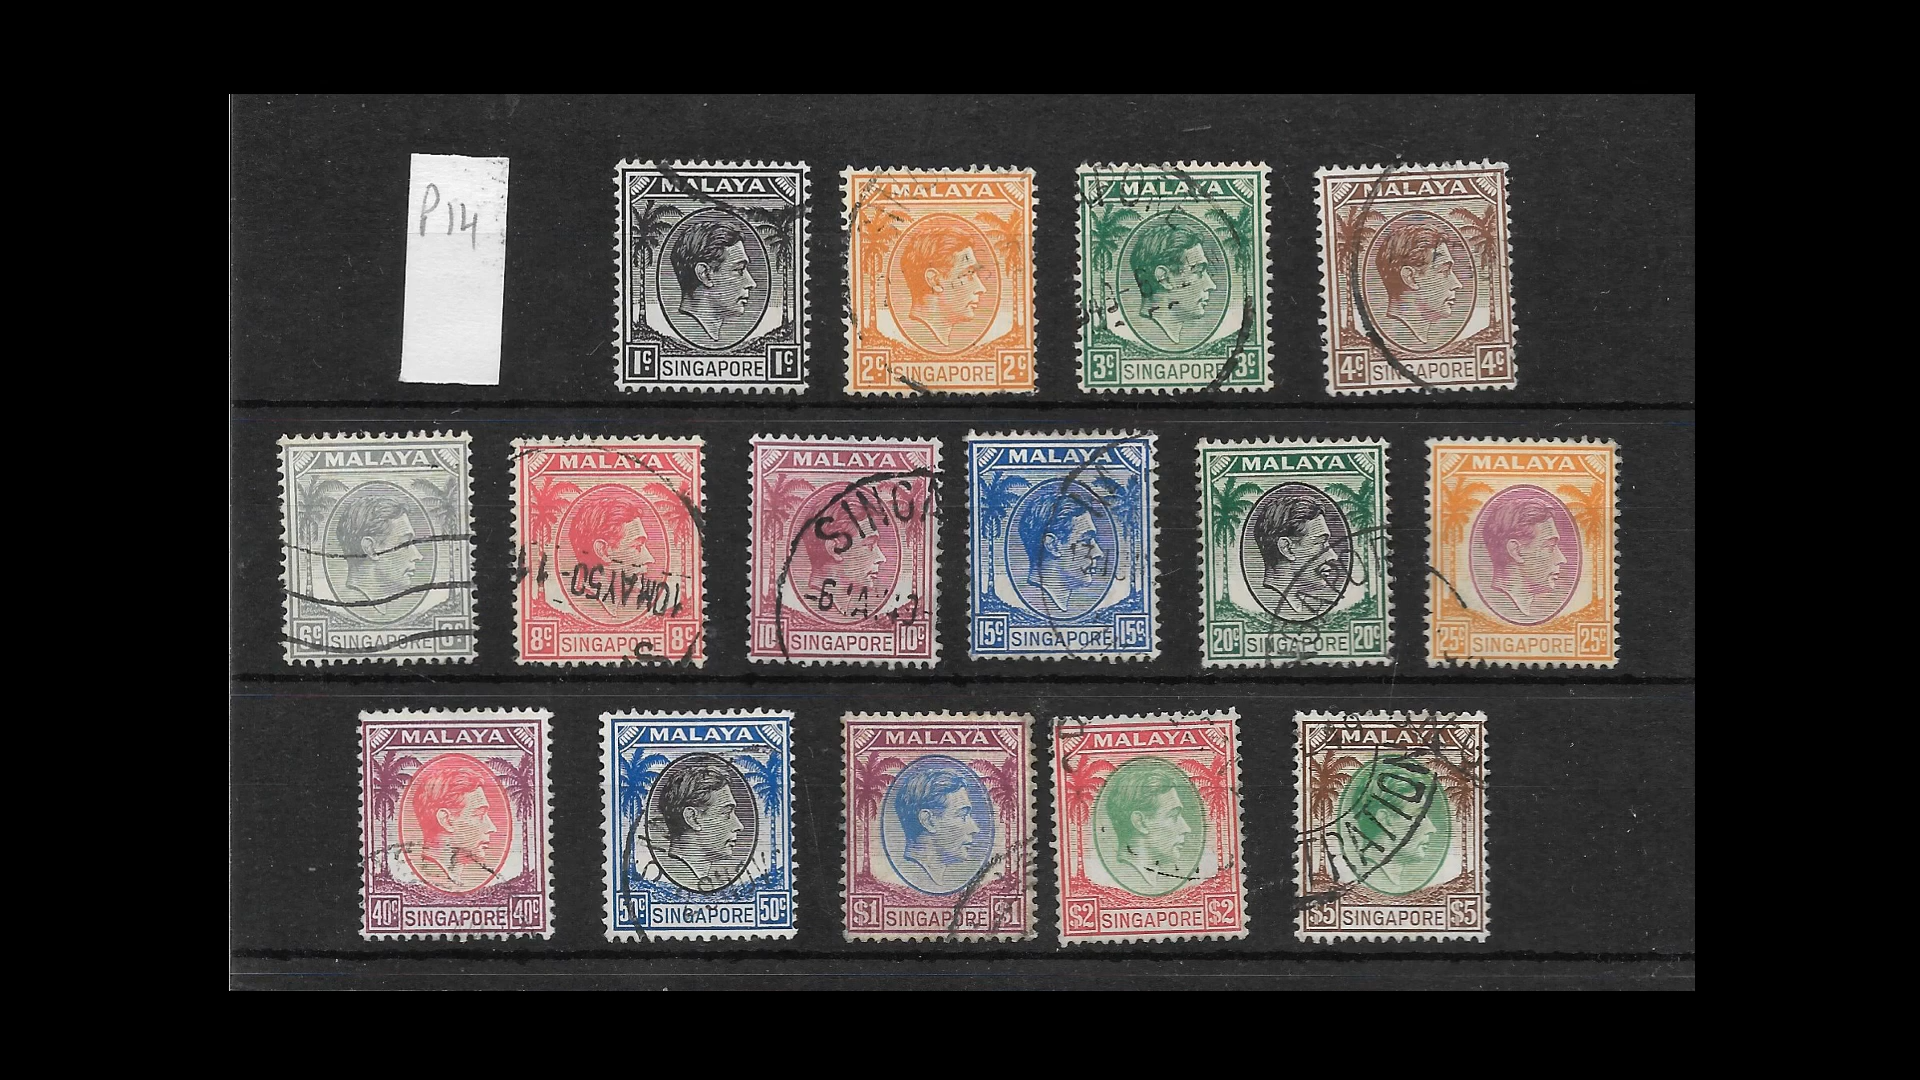 P14
MALAYA
1c SINGAPORE 1c
MALAYA
2c SINGAPORE 2c
MALAYA
3c SINGAPORE 3c
MALAYA
4c SINGAPORE 4c
MALAYA
6c SINGAPORE 6c
MALAYA
8c SINGAPORE 8c
10MAY50-11
MALAYA
10c SINGAPORE 10c
SINGA
MALAYA
15c SINGAPORE 15c
MALAYA
20c SINGAPORE 20c
MALAYA
25c SINGAPORE 25c
MALAYA
40c SINGAPORE 40c
MALAYA
50c SINGAPORE 50c
MALAYA
$1 SINGAPORE $1
MALAYA
$2 SINGAPORE $2
MALAYA
$5 SINGAPORE $5
RATION